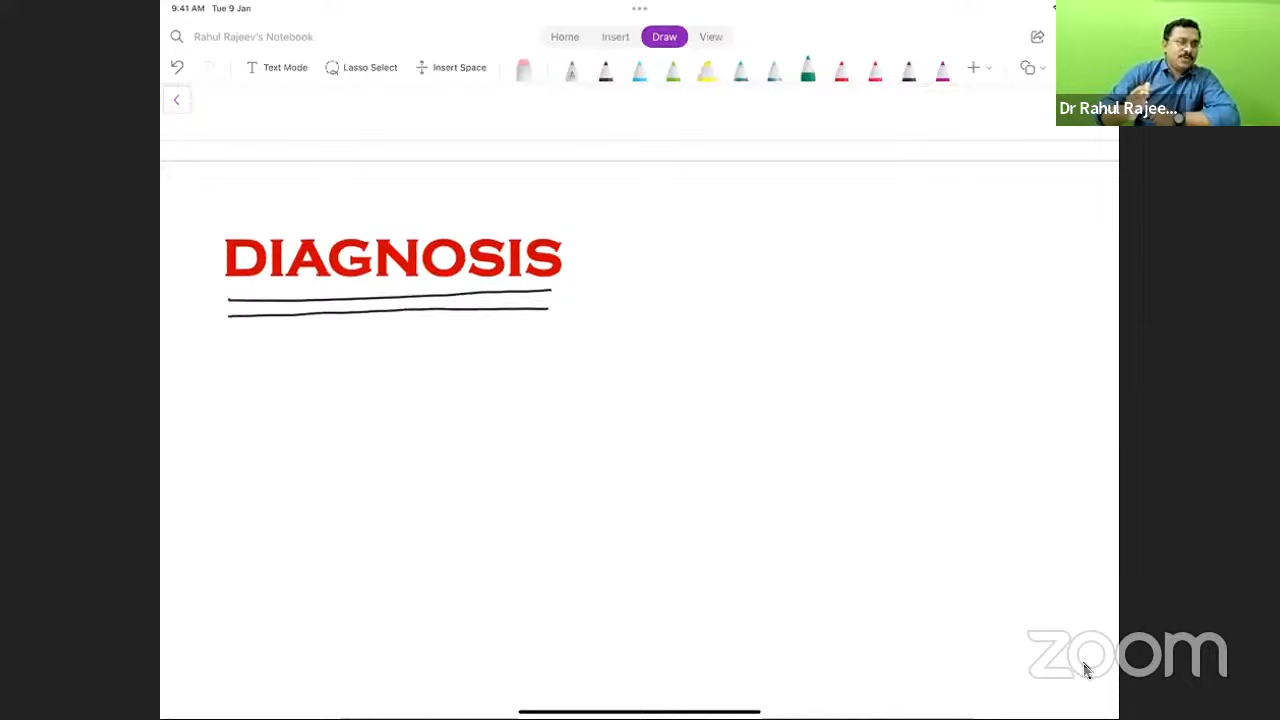 9:41 AM Tue 9 Jan
Rahul Rajeev's Notebook
Home Insert Draw View
Text Mode Lasso Select Insert Space
Dr Rahul Rajee...
DIAGNOSIS
zoom